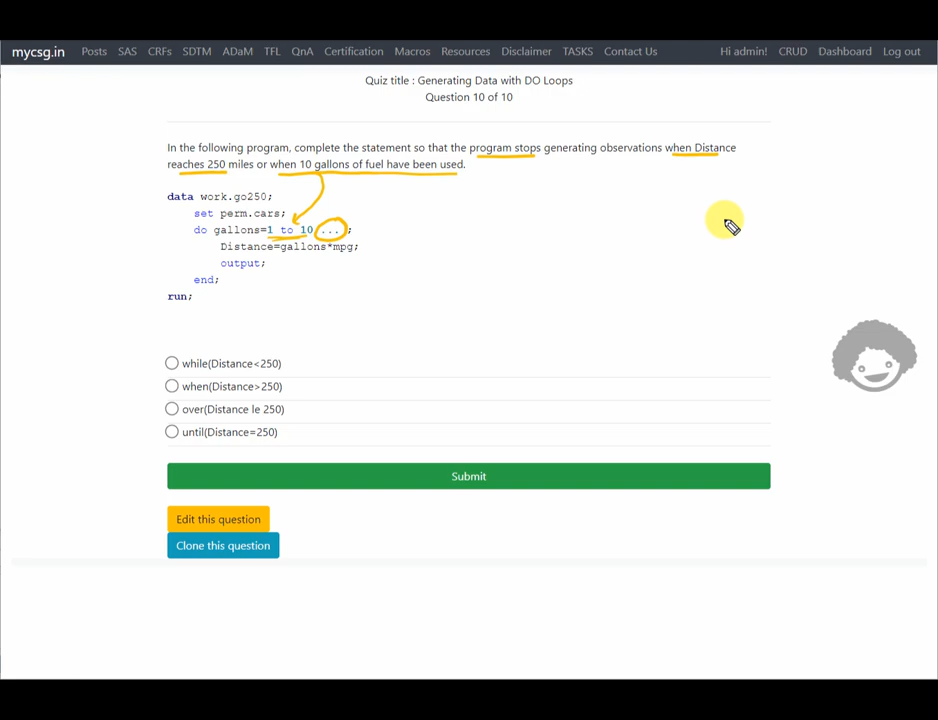 mycsg.in Posts SAS CRFs SDTM ADaM TFL QnA Certification Macros Resources Disclaimer TASKS Contact Us Hi admin! CRUD Dashboard Log out
Quiz title : Generating Data with DO Loops
Question 10 of 10
In the following program, complete the statement so that the program stops generating observations when Distance
reaches 250 miles or when 10 gallons of fuel have been used.
data work.go250;
set perm.cars;
do gallons=1 to 10 ... ;
Distance=gallons*mpg;
output;
end;
run;
while(Distance<250)
when(Distance>250)
over(Distance le 250)
until(Distance=250)
Submit
Edit this question
Clone this question